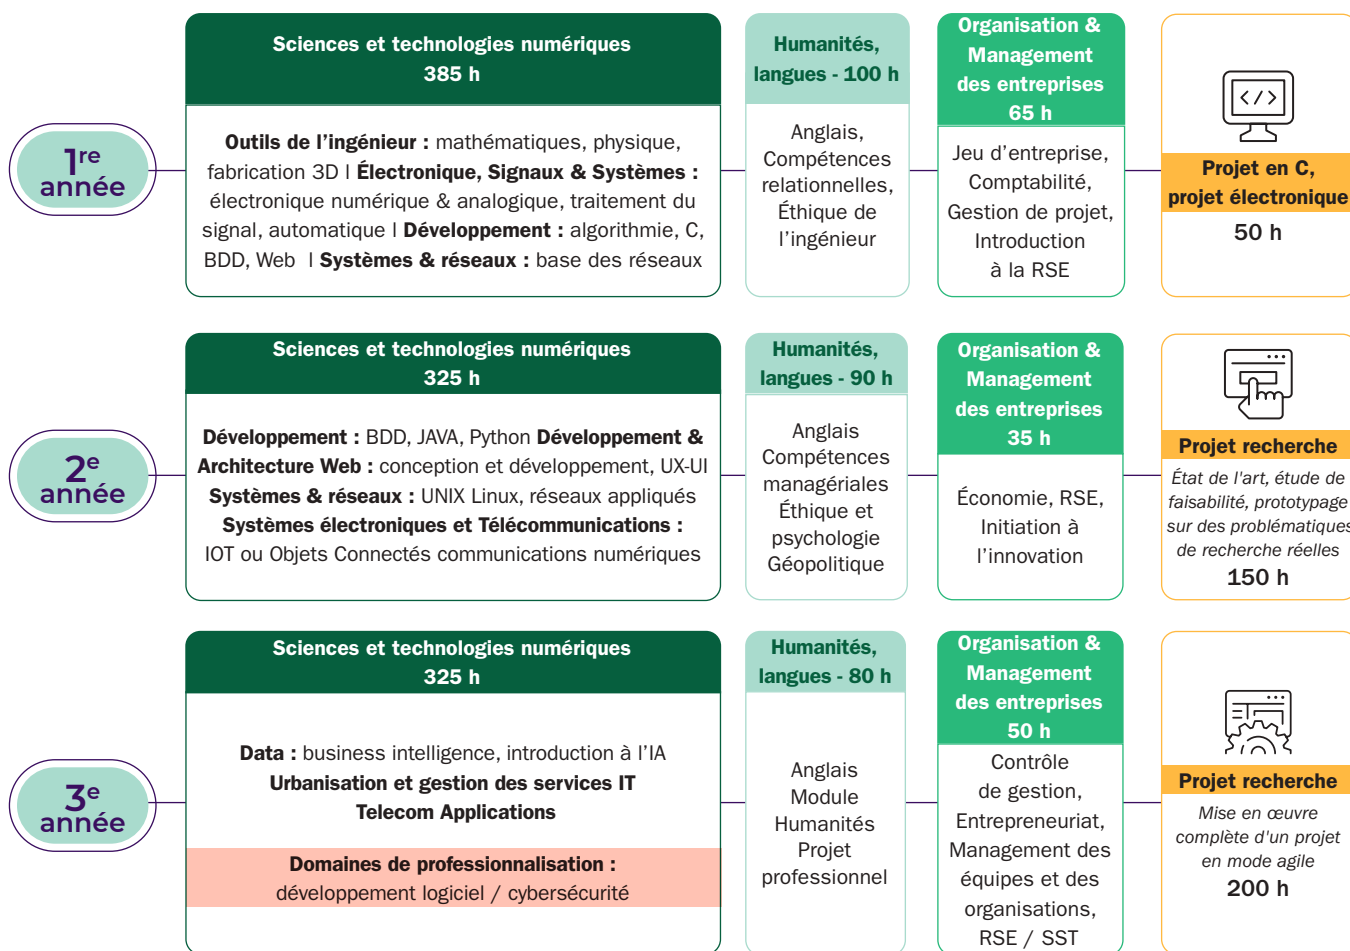 1re
année
Sciences et technologies numériques
385 h
Outils de l’ingénieur : mathématiques, physique,
fabrication 3D I Électronique, Signaux & Systèmes :
électronique numérique & analogique, traitement du
signal, automatique I Développement : algorithmie, C,
BDD, Web I Systèmes & réseaux : base des réseaux
Humanités,
langues - 100 h
Anglais,
Compétences
relationnelles,
Éthique de
l’ingénieur
Organisation &
Management
des entreprises
65 h
Jeu d’entreprise,
Comptabilité,
Gestion de projet,
Introduction
à la RSE
</>
Projet en C,
projet électronique
50 h
2e
année
Sciences et technologies numériques
325 h
Développement : BDD, JAVA, Python Développement &
Architecture Web : conception et développement, UX-UI
Systèmes & réseaux : UNIX Linux, réseaux appliqués
Systèmes électroniques et Télécommunications :
IOT ou Objets Connectés communications numériques
Humanités,
langues - 90 h
Anglais
Compétences
managériales
Éthique et
psychologie
Géopolitique
Organisation &
Management
des entreprises
35 h
Économie, RSE,
Initiation à
l’innovation
Projet recherche
État de l'art, étude de
faisabilité, prototypage
sur des problématiques
de recherche réelles
150 h
3e
année
Sciences et technologies numériques
325 h
Data : business intelligence, introduction à l’IA
Urbanisation et gestion des services IT
Telecom Applications
Domaines de professionnalisation :
développement logiciel / cybersécurité
Humanités,
langues - 80 h
Anglais
Module
Humanités
Projet
professionnel
Organisation &
Management
des entreprises
50 h
Contrôle
de gestion,
Entrepreneuriat,
Management des
équipes et des
organisations,
RSE / SST
Projet recherche
Mise en œuvre
complète d'un projet
en mode agile
200 h